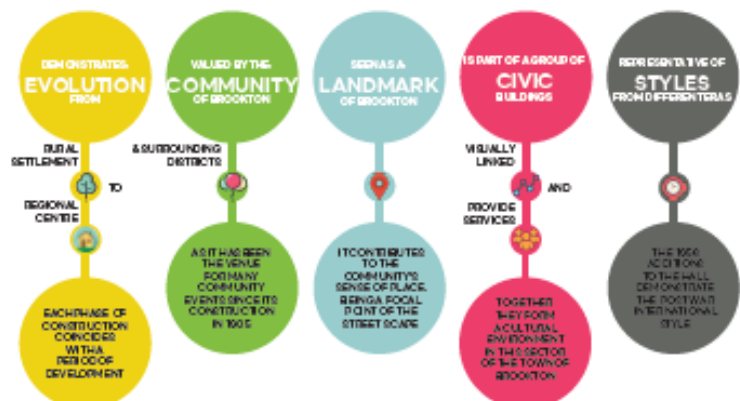 DEMONSTRATES
EVOLUTION
FROM
RURAL
SETTLEMENT
TO
REGIONAL
CENTRE
EACH PHASE OF
CONSTRUCTION
COINCIDES
WITH A
PERIOD OF
DEVELOPMENT
VALUED BY THE
COMMUNITY
OF BROOKTON
& SURROUNDING
DISTRICTS
AS IT HAS BEEN
THE VENUE
FOR MANY
COMMUNITY
EVENTS SINCE ITS
CONSTRUCTION
IN
SEEN AS A
LANDMARK
OF BROOKTON
IT CONTRIBUTES
TO THE
COMMUNITY'S
SENSE OF PLACE,
BEING A FOCAL
POINT OF THE
STREET SCAPE
IS PART OF A GROUP OF
CIVIC
BUILDINGS
VISUALLY
LINKED
AND
PROVIDE
SERVICES
TOGETHER
THEY FORM
A CULTURAL
ENVIRONMENT
IN THIS SECTOR
OF THE TOWN OF
BROOKTON
REPRESENTATIVE OF
STYLES
FROM DIFFERENT ERAS
THE
ADDITIONS
TO THE HALL
DEMONSTRATE
THE POST WAR
INTERNATIONAL
STYLE